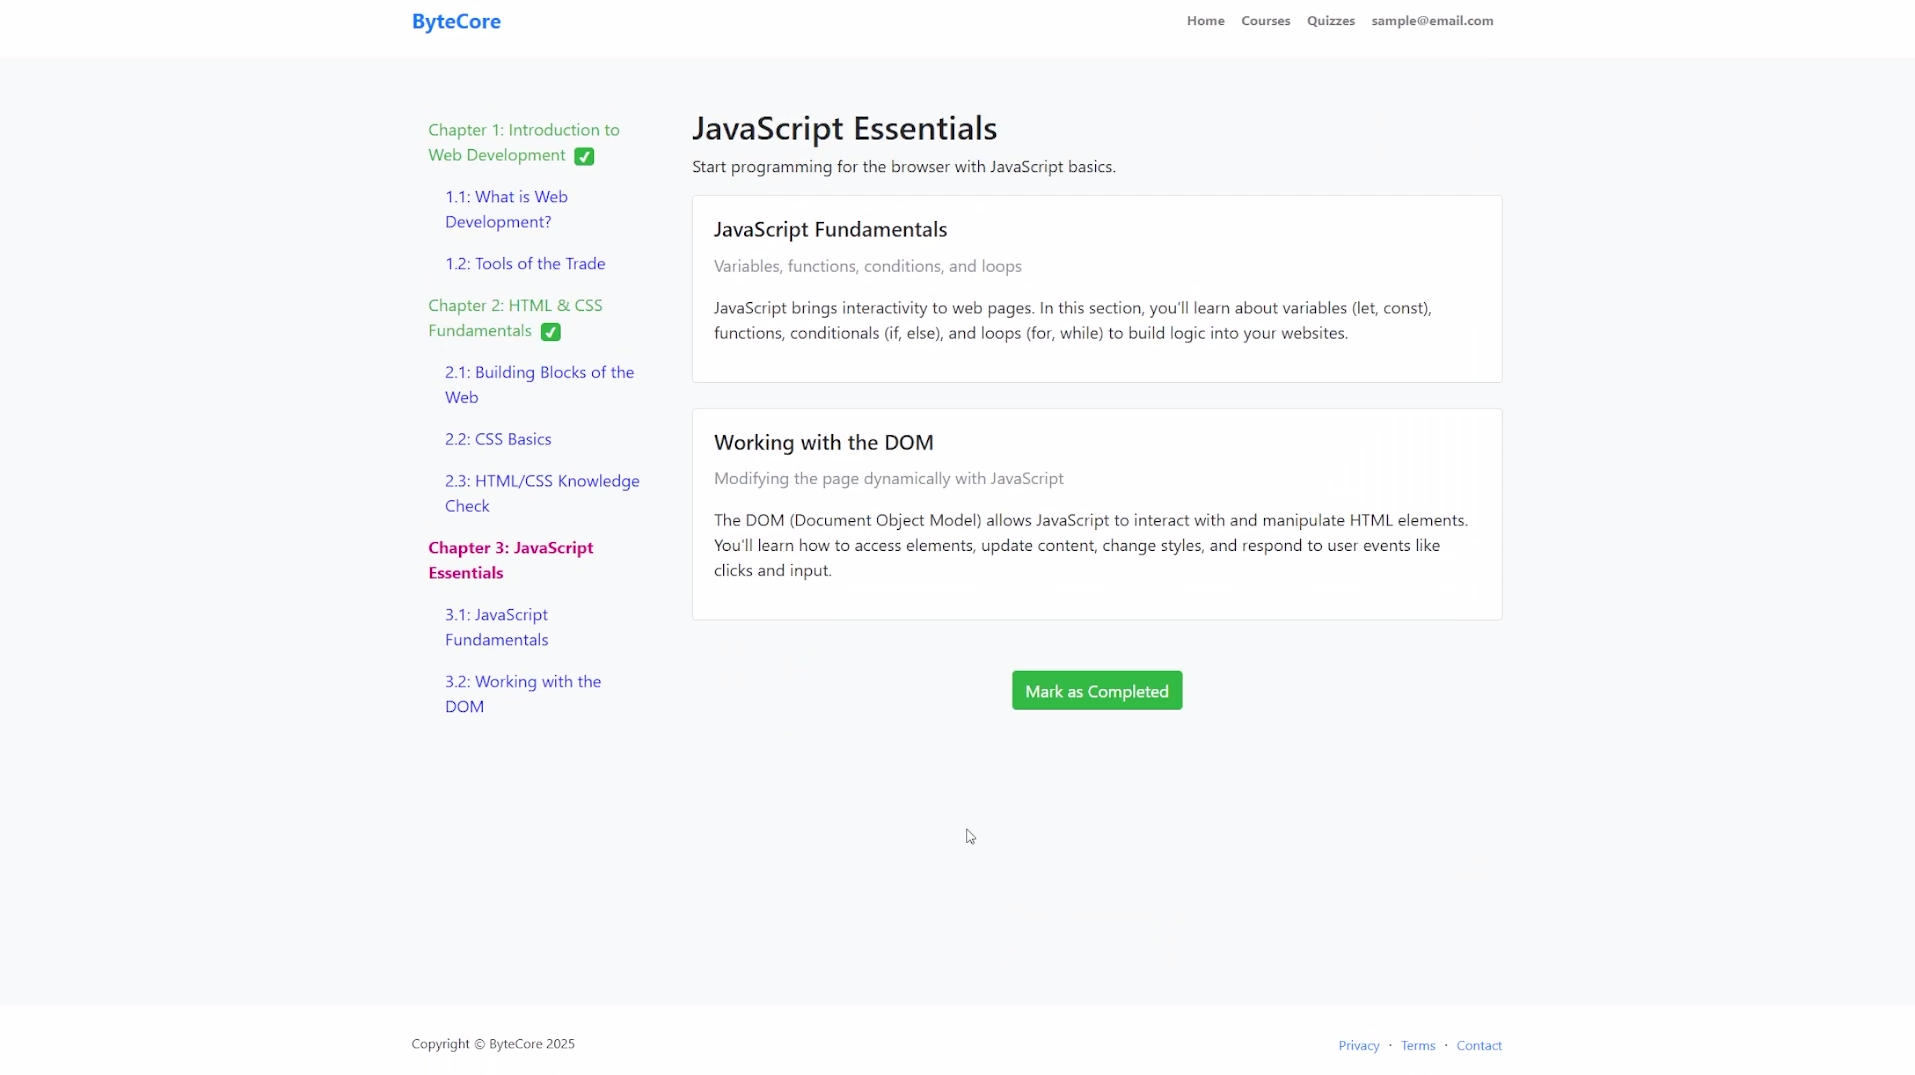 ByteCore
Home Courses Quizzes sample@email.com
Chapter 1: Introduction to
Web Development
1.1: What is Web
Development?
1.2: Tools of the Trade
Chapter 2: HTML & CSS
Fundamentals
2.1: Building Blocks of the
Web
2.2: CSS Basics
2.3: HTML/CSS Knowledge
Check
Chapter 3: JavaScript
Essentials
3.1: JavaScript
Fundamentals
3.2: Working with the
DOM
JavaScript Essentials
Start programming for the browser with JavaScript basics.
JavaScript Fundamentals
Variables, functions, conditions, and loops
JavaScript brings interactivity to web pages. In this section, you'll learn about variables (let, const),
functions, conditionals (if, else), and loops (for, while) to build logic into your websites.
Working with the DOM
Modifying the page dynamically with JavaScript
The DOM (Document Object Model) allows JavaScript to interact with and manipulate HTML elements.
You'll learn how to access elements, update content, change styles, and respond to user events like
clicks and input.
Mark as Completed
Copyright © ByteCore 2025
Privacy · Terms · Contact